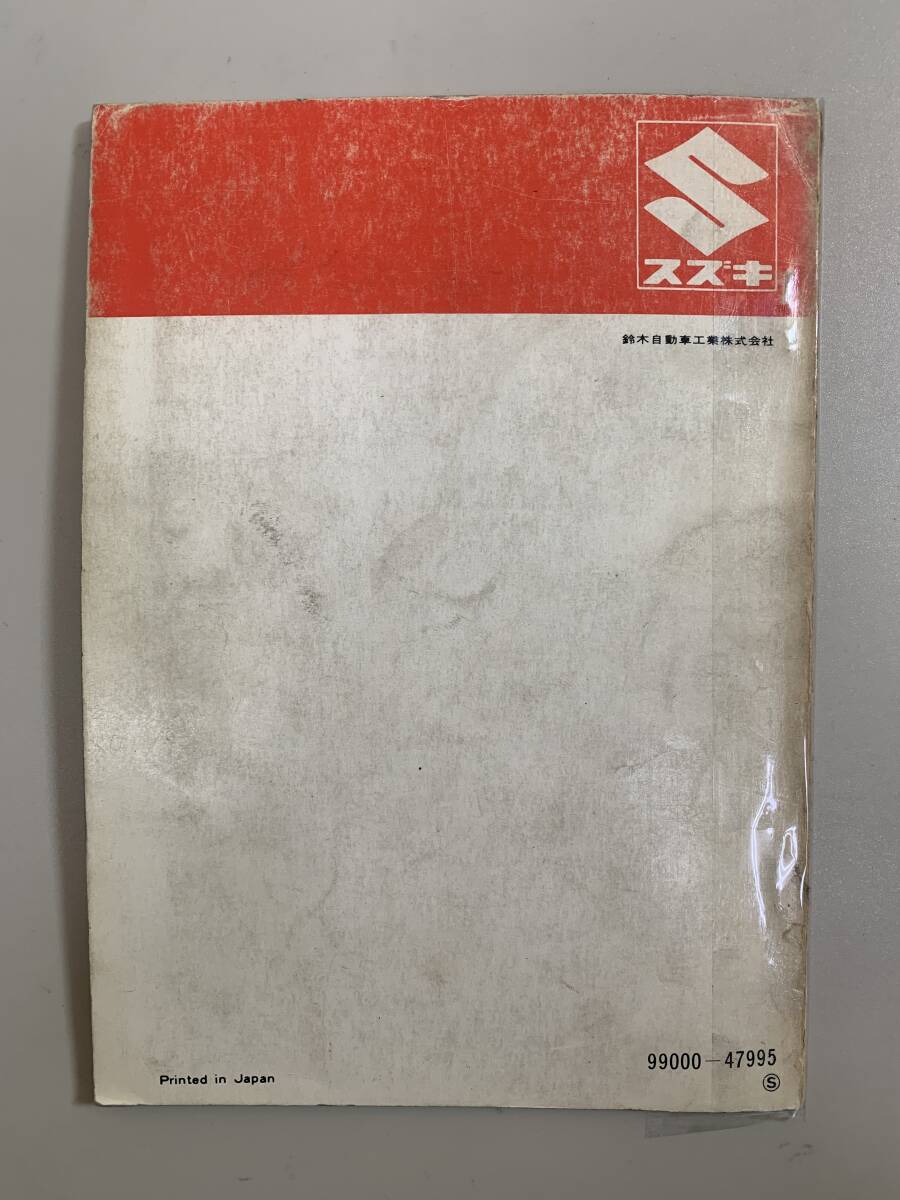 スズキ
鈴木自動車工業株式会社
99000-47995
Ⓢ
Printed in Japan